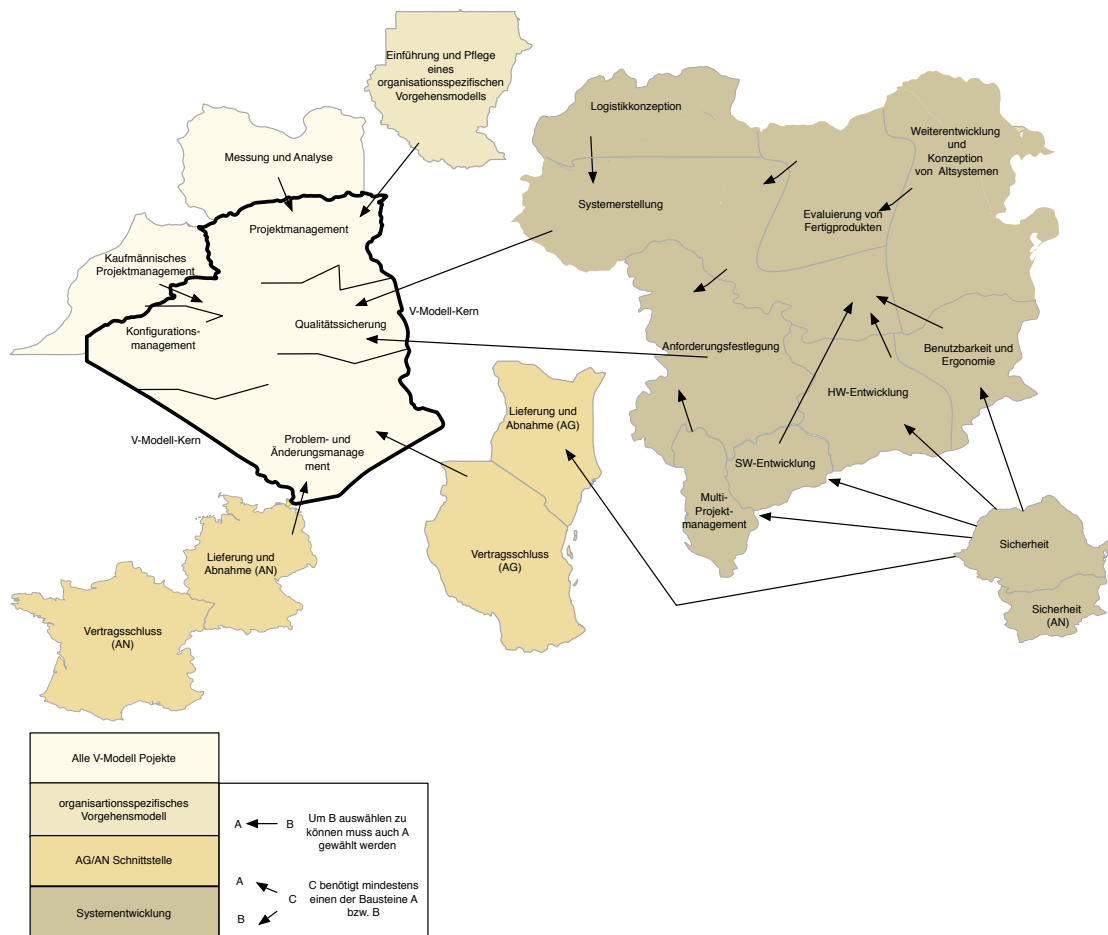 Einführung und Pflege
eines
organisationsspezifischen
Vorgehensmodells
Logistikkonzeption
Weiterentwicklung
und
Konzeption
von Altsystemen
Messung und Analyse
Systemerstellung
Evaluierung von
Fertigprodukten
Projektmanagement
Kaufmännisches
Projektmanagement
V-Modell-Kern
Konfigurations-
management
Qualitätssicherung
Anforderungsfestlegung
Benutzbarkeit und
Ergonomie
HW-Entwicklung
Lieferung und
Abnahme (AG)
V-Modell-Kern
Problem- und
Änderungsmanage
ment
SW-Entwicklung
Multi-
Projekt-
management
Lieferung und
Abnahme (AN)
Vertragsschluss
(AG)
Sicherheit
Sicherheit
(AN)
Vertragsschluss
(AN)
Alle V-Modell Pojekte
organisartionsspezifisches
Vorgehensmodell
AG/AN Schnittstelle
Systementwicklung
A
B
Um B auswählen zu
können muss auch A
gewählt werden
A
C
B
C benötigt mindestens
einen der Bausteine A
bzw. B